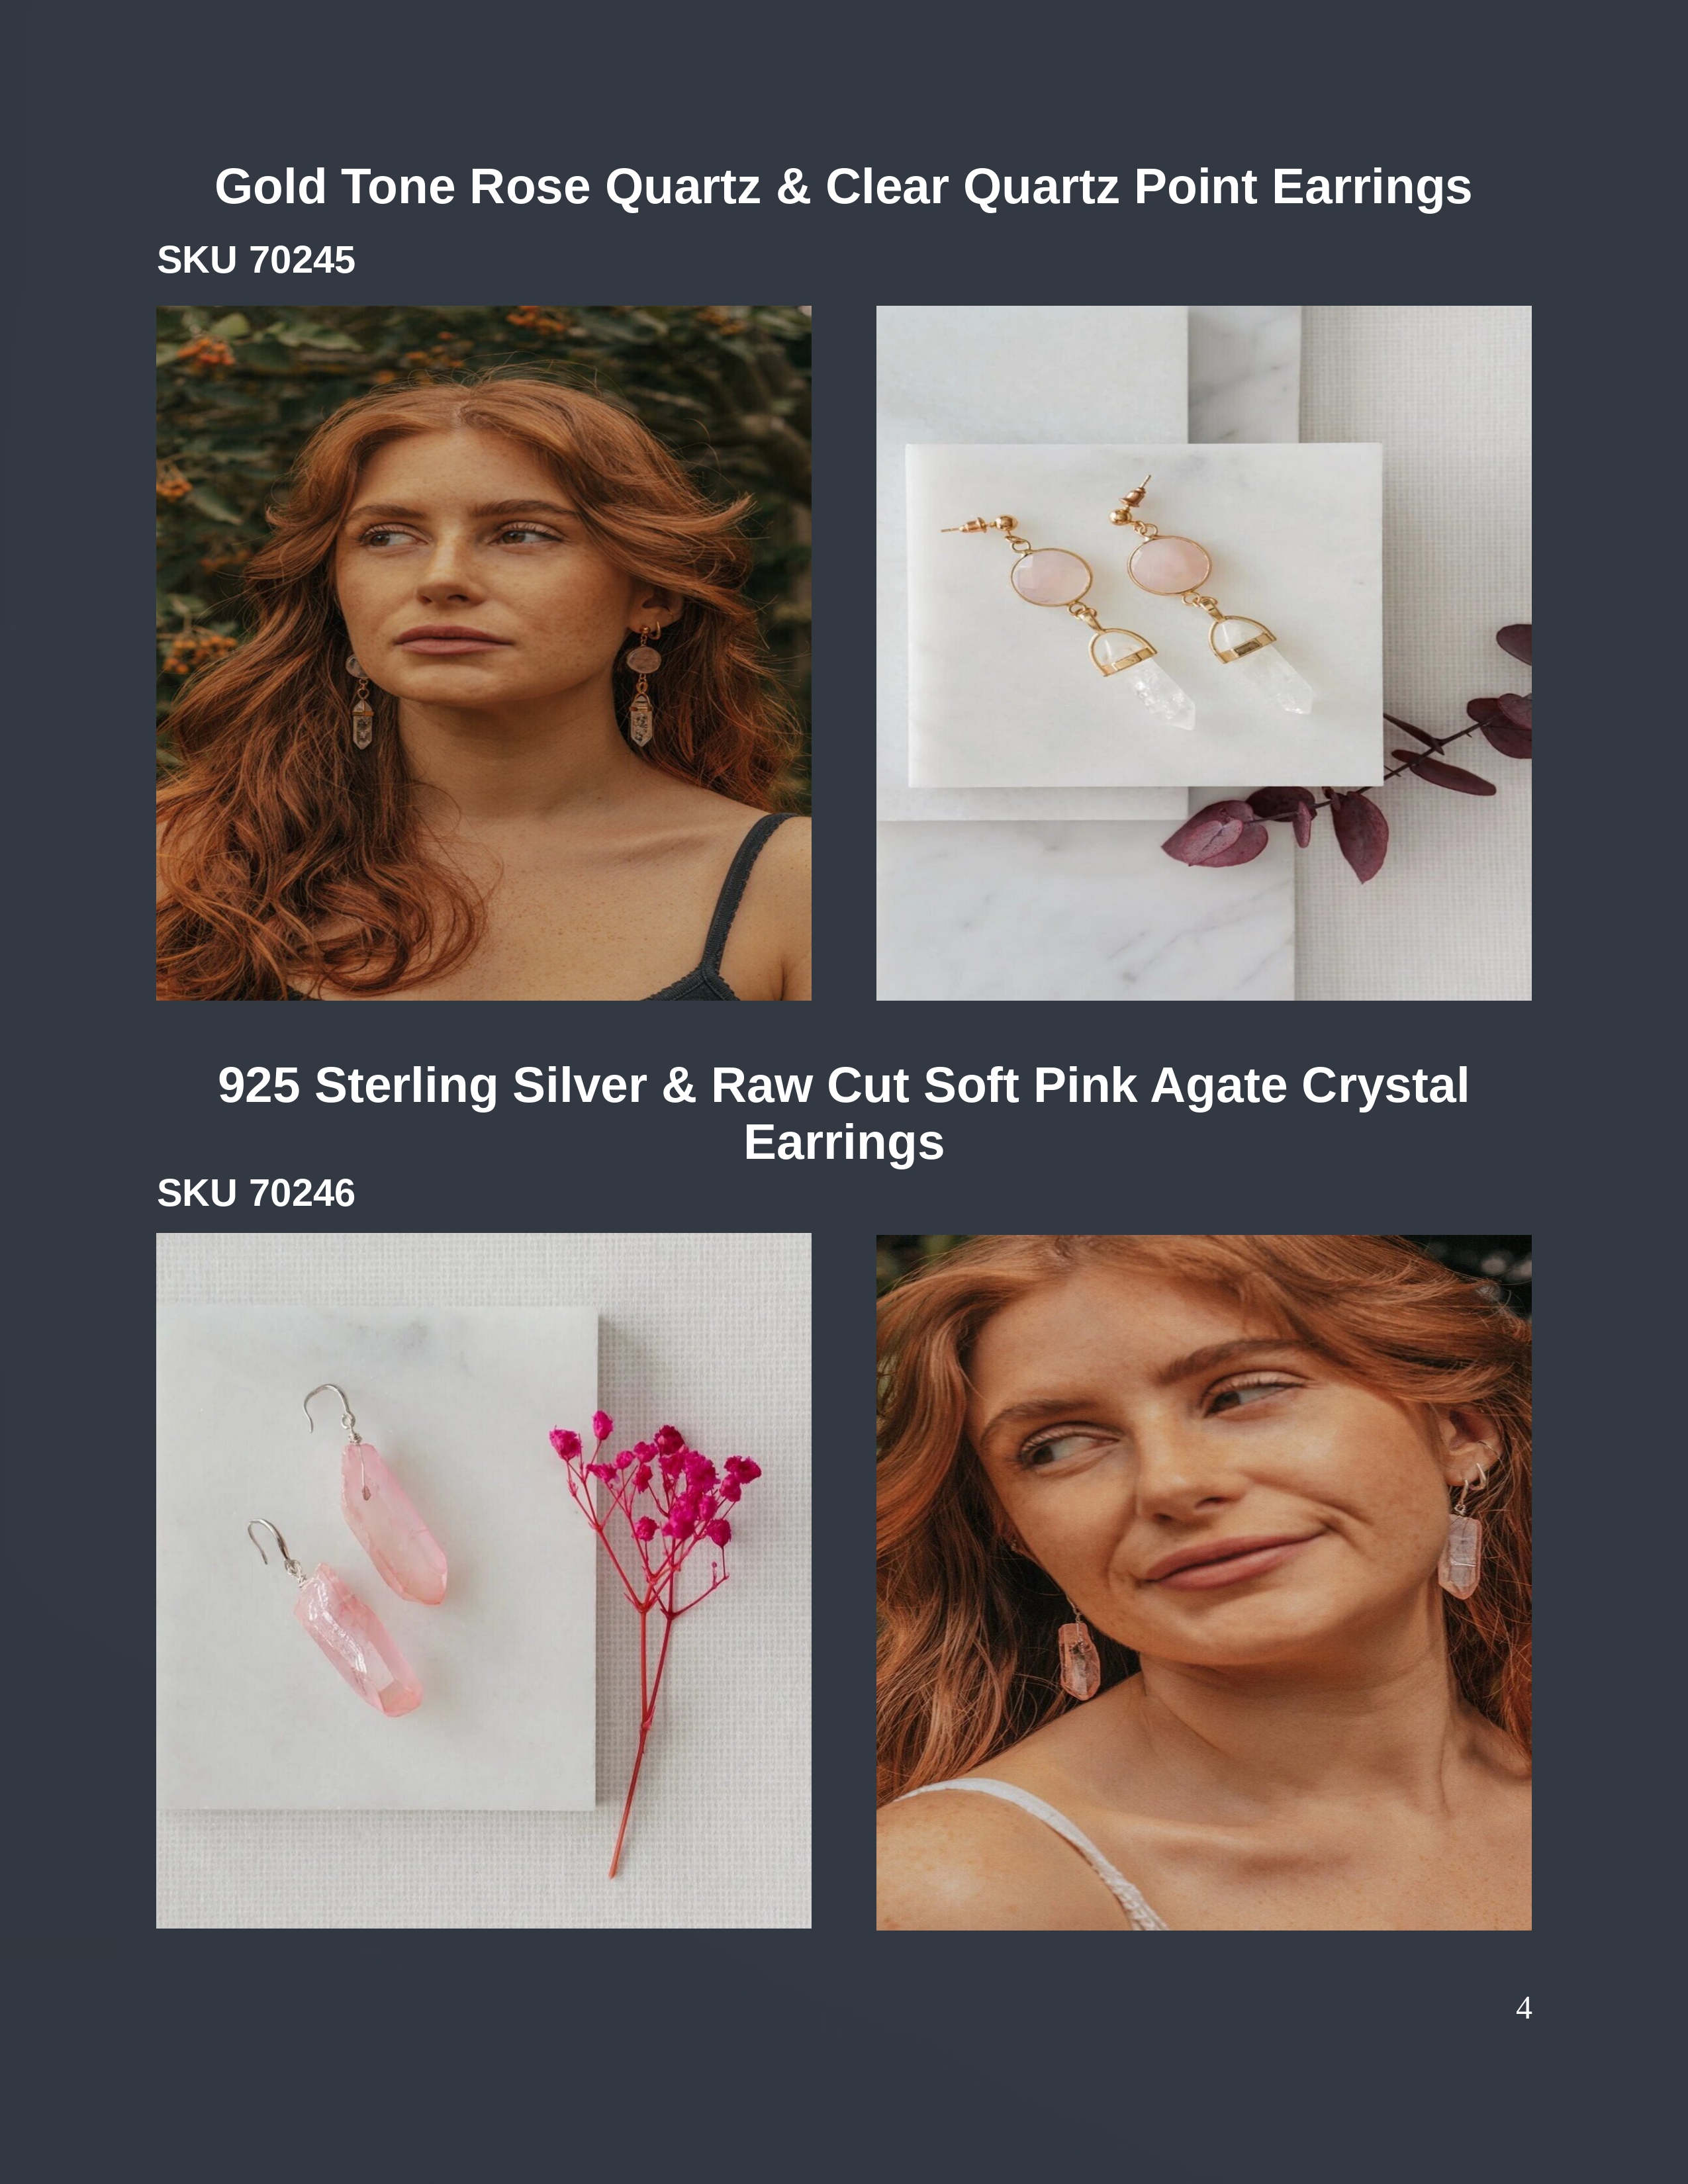 Gold Tone Rose Quartz & Clear Quartz Point Earrings
SKU 70245
925 Sterling Silver & Raw Cut Soft Pink Agate Crystal
Earrings
SKU 70246
4